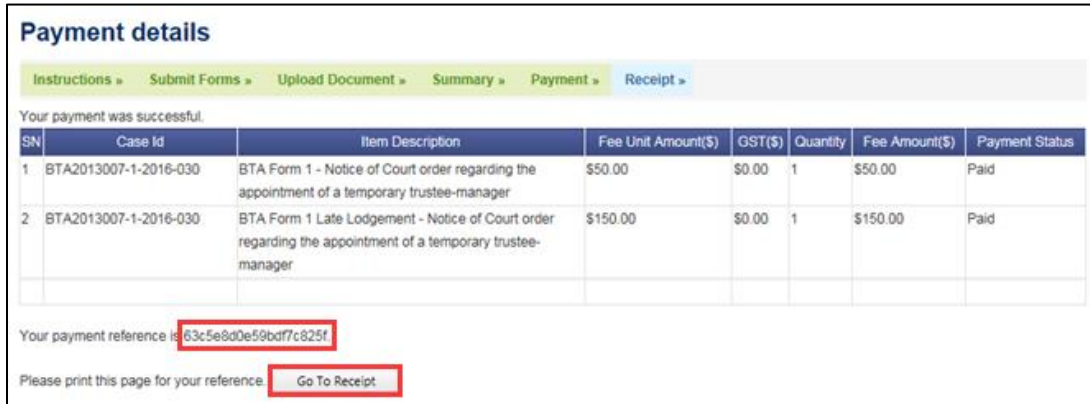 Payment details
Instructions » Submit Forms » Upload Document » Summary » Payment » Receipt »
Your payment was successful.
SN Case Id Item Description Fee Unit Amount($) GST($) Quantity Fee Amount($) Payment Status
1 BTA2013007-1-2016-030 BTA Form 1 - Notice of Court order regarding the $50.00 $0.00 1 $50.00 Paid
appointment of a temporary trustee-manager
2 BTA2013007-1-2016-030 BTA Form 1 Late Lodgement - Notice of Court order $150.00 $0.00 1 $150.00 Paid
regarding the appointment of a temporary trustee-
manager
Your payment reference is 63c5e8d0e59bdf7c825f.
Please print this page for your reference. Go To Receipt